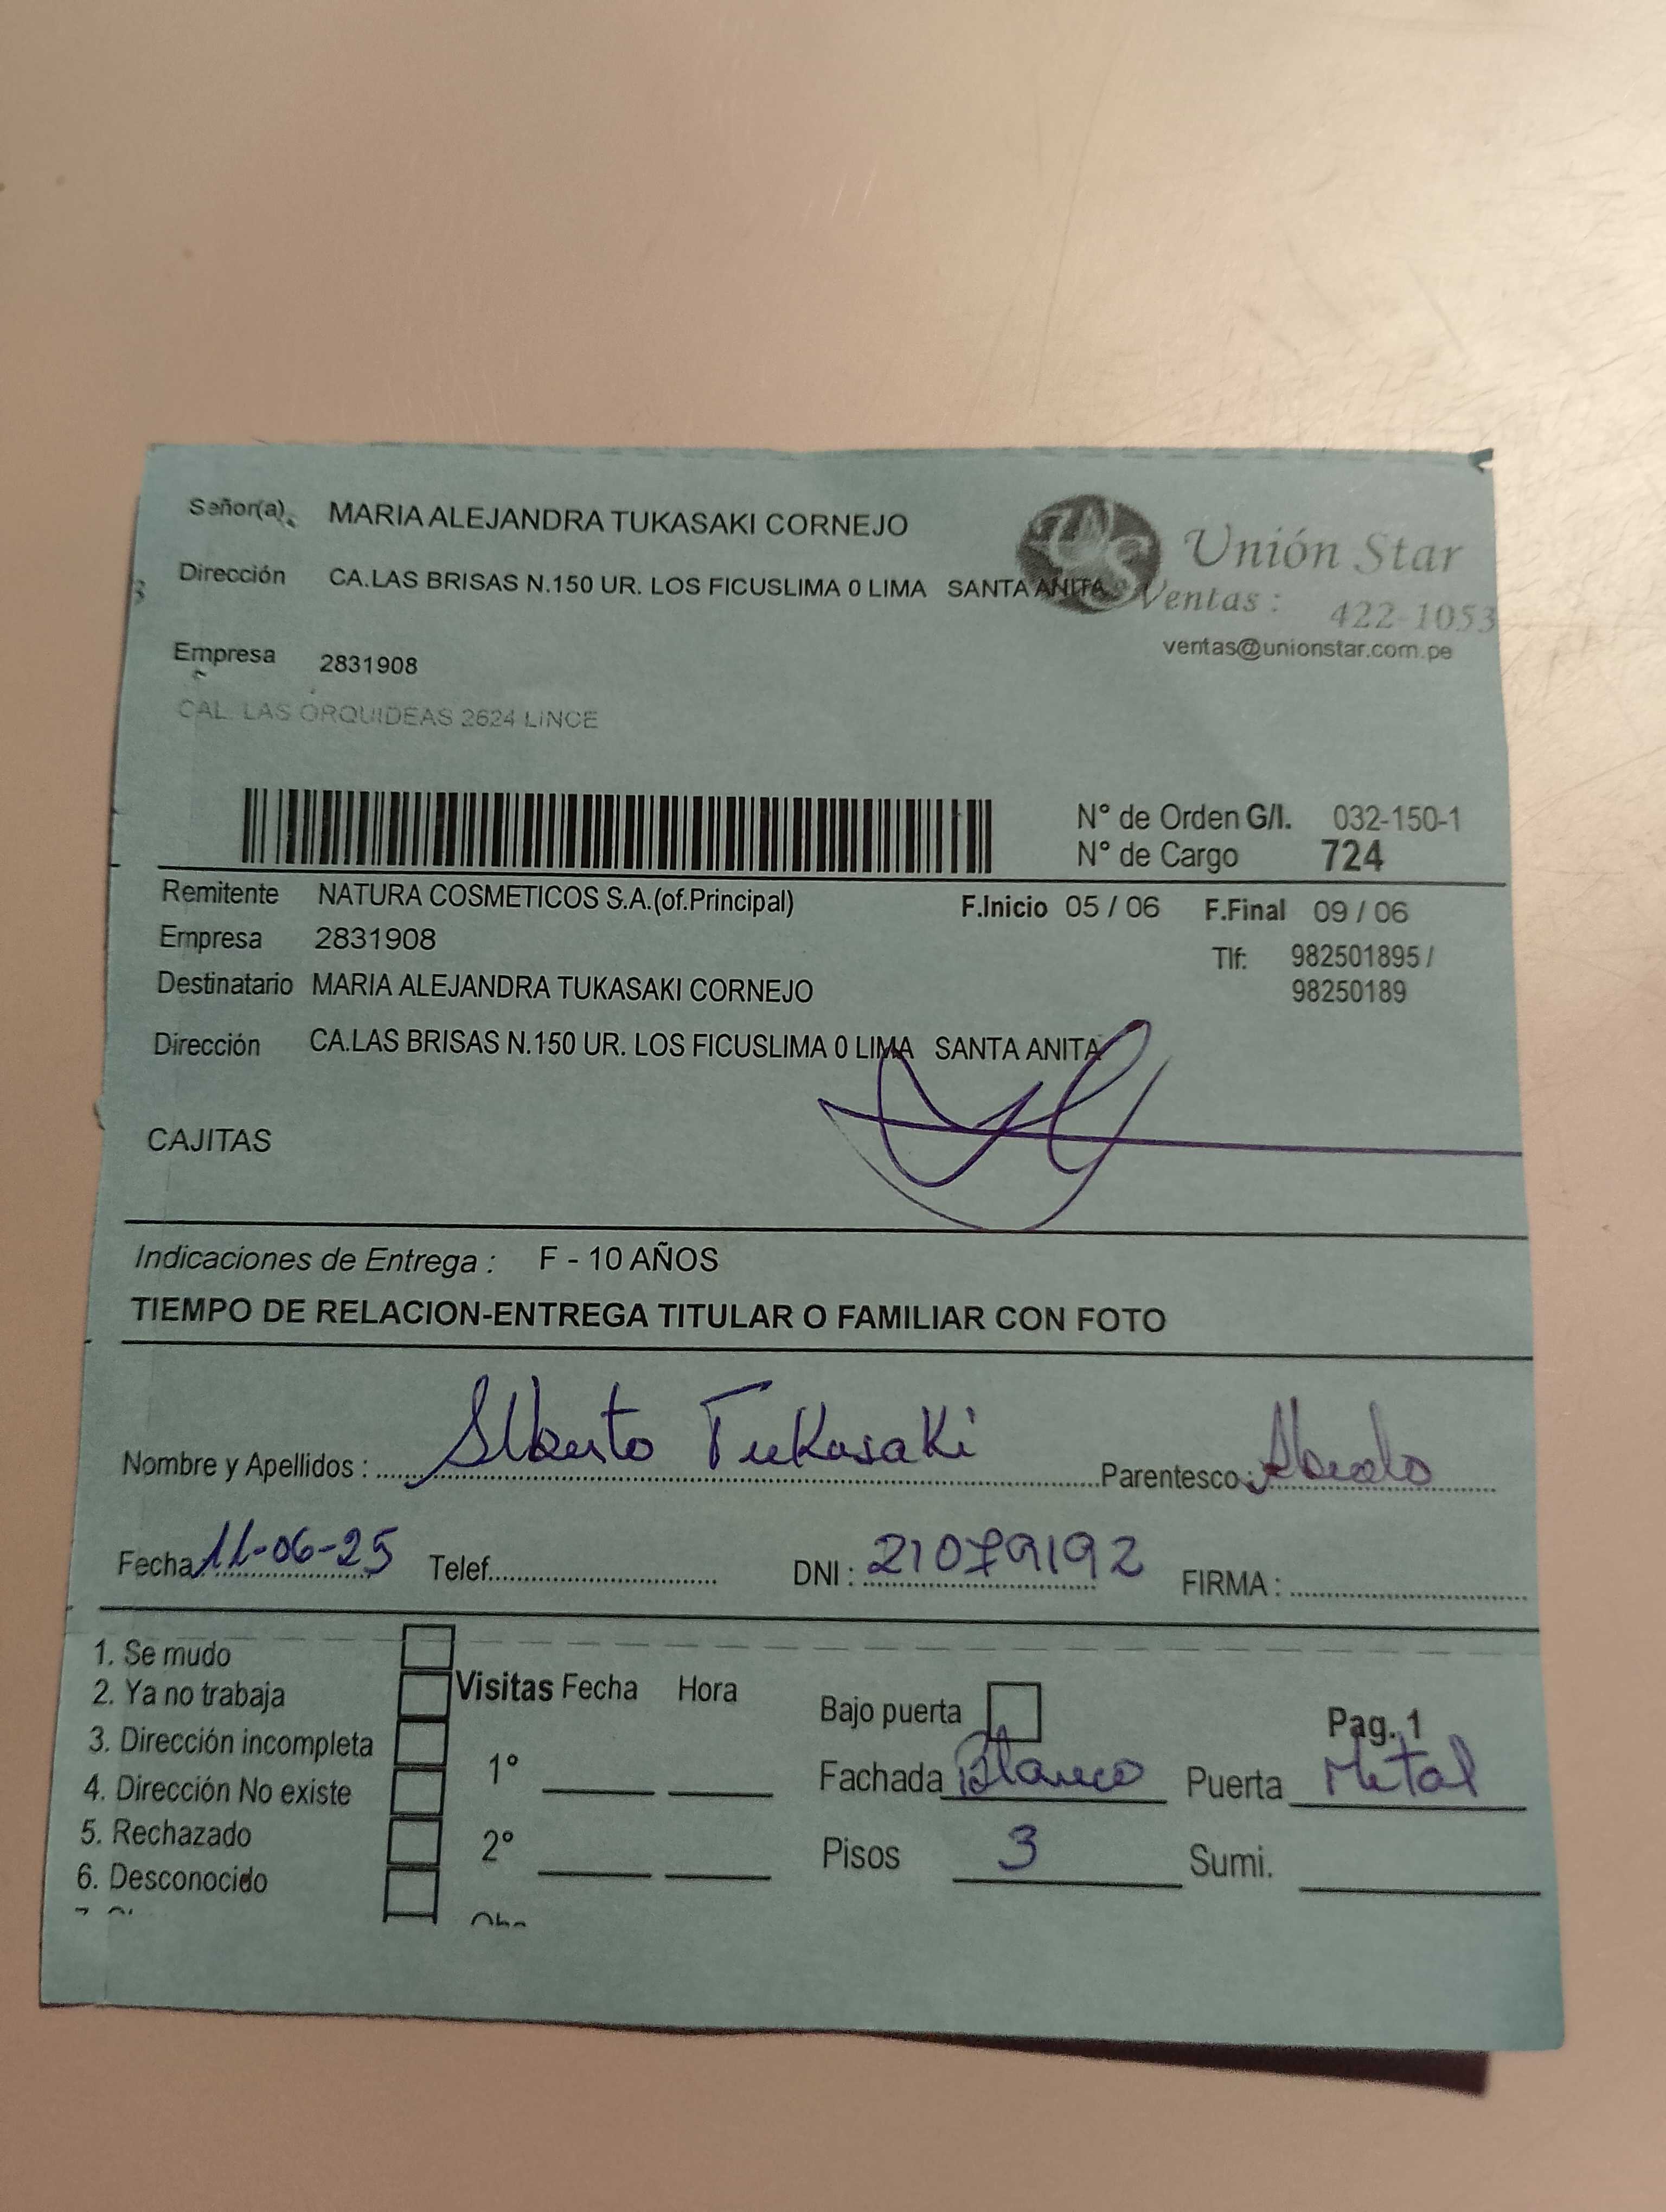 Señor(a). MARIA ALEJANDRA TUKASAKI CORNEJO
Unión Star
Dirección CA.LAS BRISAS N.150 UR. LOS FICUSLIMA 0 LIMA SANTA ANITA
Ventas : 422-1053
ventas@unionstar.com.pe
Empresa 2831908
CAL. LAS ORQUIDEAS 2624 LINCE
N° de Orden G/I. 032-150-1
N° de Cargo 724
Remitente NATURA COSMETICOS S.A.(of.Principal) F.Inicio 05 / 06 F.Final 09 / 06
Empresa 2831908 Tlf: 982501895 /
98250189
Destinatario MARIA ALEJANDRA TUKASAKI CORNEJO
Dirección CA.LAS BRISAS N.150 UR. LOS FICUSLIMA 0 LIMA SANTA ANITA
CAJITAS
Indicaciones de Entrega : F - 10 AÑOS
TIEMPO DE RELACION-ENTREGA TITULAR O FAMILIAR CON FOTO
Nombre y Apellidos : Alberto Tukasaki Parentesco : Abuelo
Fecha 11-06-25 Telef. DNI : 21079192 FIRMA :
1. Se mudo
2. Ya no trabaja Visitas Fecha Hora Bajo puerta Pag. 1
3. Dirección incompleta
4. Dirección No existe 1° Fachada Blanco Puerta Metal
5. Rechazado
6. Desconocido 2° Pisos 3 Sumi.